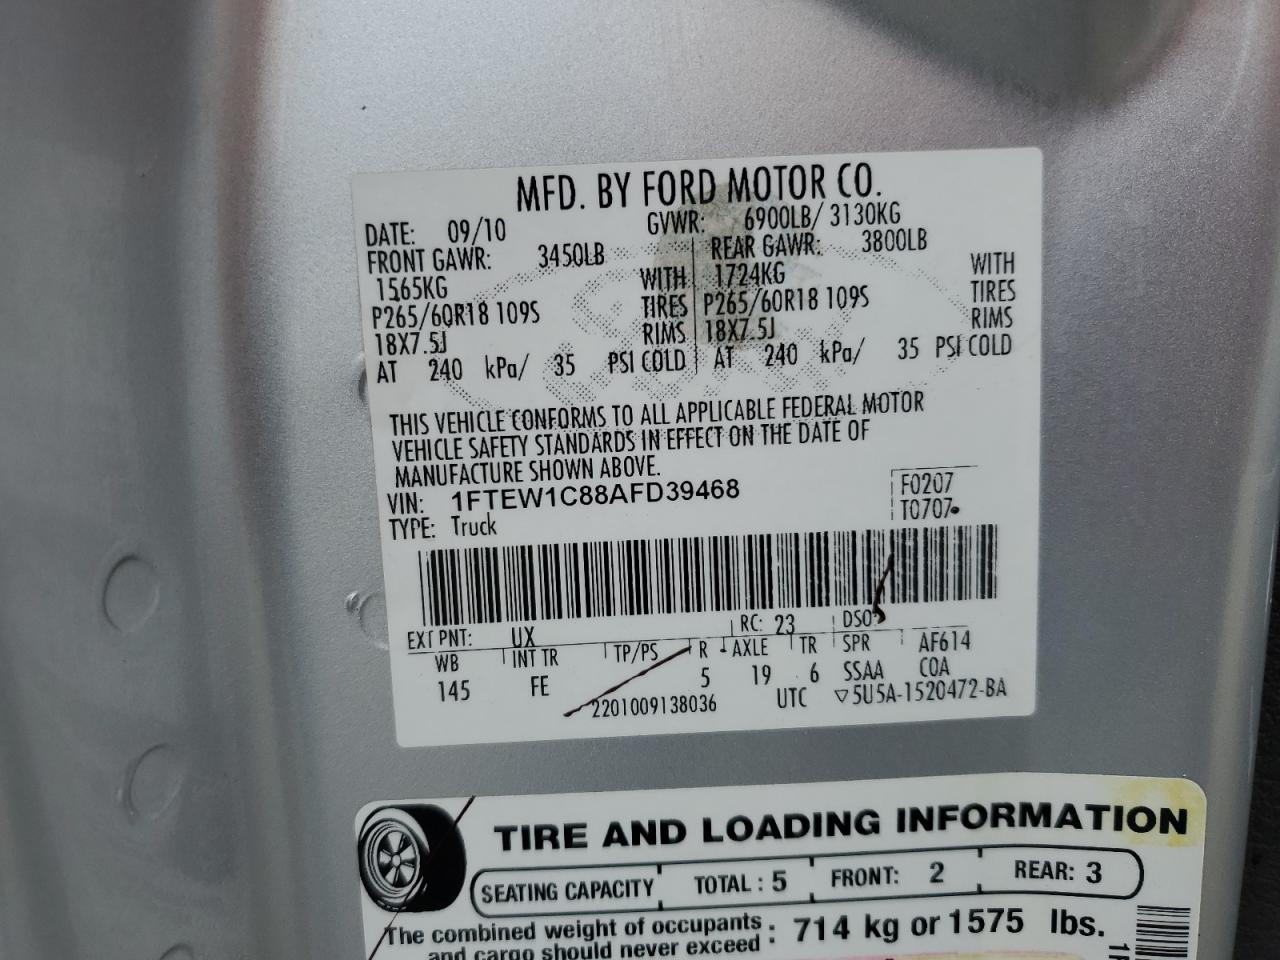 MFD. BY FORD MOTOR CO.
DATE: 09/10 GVWR: 6900LB/ 3130KG
FRONT GAWR: 3450LB REAR GAWR: 3800LB
1565KG WITH 1724KG WITH
P265/60R18 109S TIRES P265/60R18 109S TIRES
18X7.5J RIMS 18X7.5J RIMS
AT 240 kPa/ 35 PSI COLD AT 240 kPa/ 35 PSI COLD
THIS VEHICLE CONFORMS TO ALL APPLICABLE FEDERAL MOTOR
VEHICLE SAFETY STANDARDS IN EFFECT ON THE DATE OF
MANUFACTURE SHOWN ABOVE.
VIN: 1FTEW1C88AFD39468 F0207
TYPE: Truck T0707
EXT PNT: UX RC: 23 DSO:
WB INT TR TP/PS R AXLE TR SPR AF614
145 FE 5 19 6 SSAA COA
2201009138036 UTC ▽5U5A-1520472-BA
TIRE AND LOADING INFORMATION
SEATING CAPACITY TOTAL : 5 FRONT: 2 REAR: 3
The combined weight of occupants : 714 kg or 1575 lbs.
and cargo should never exceed :